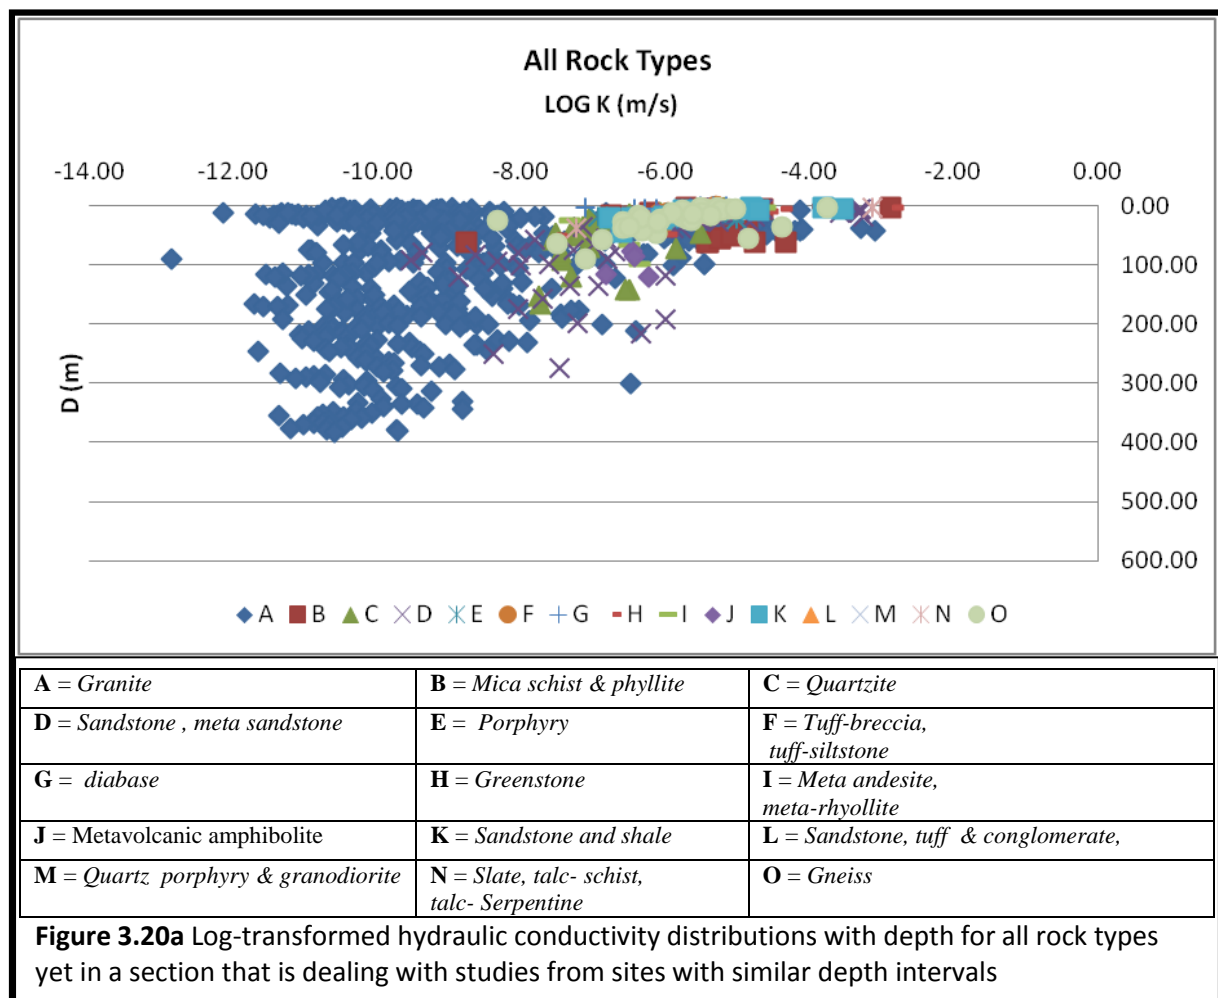 All Rock Types
LOG K (m/s)
-14.00 -12.00 -10.00 -8.00 -6.00 -4.00 -2.00 0.00
0.00
100.00
200.00
300.00
400.00
500.00
600.00
D (m)
A B C D E F G H I J K L M N O
A = Granite B = Mica schist & phyllite C = Quartzite
D = Sandstone , meta sandstone E = Porphyry F = Tuff-breccia,
tuff-siltstone
G = diabase H = Greenstone I = Meta andesite,
meta-rhyollite
J = Metavolcanic amphibolite K = Sandstone and shale L = Sandstone, tuff & conglomerate,
M = Quartz porphyry & granodiorite N = Slate, talc- schist, O = Gneiss
talc- Serpentine
Figure 3.20a Log-transformed hydraulic conductivity distributions with depth for all rock types
yet in a section that is dealing with studies from sites with similar depth intervals